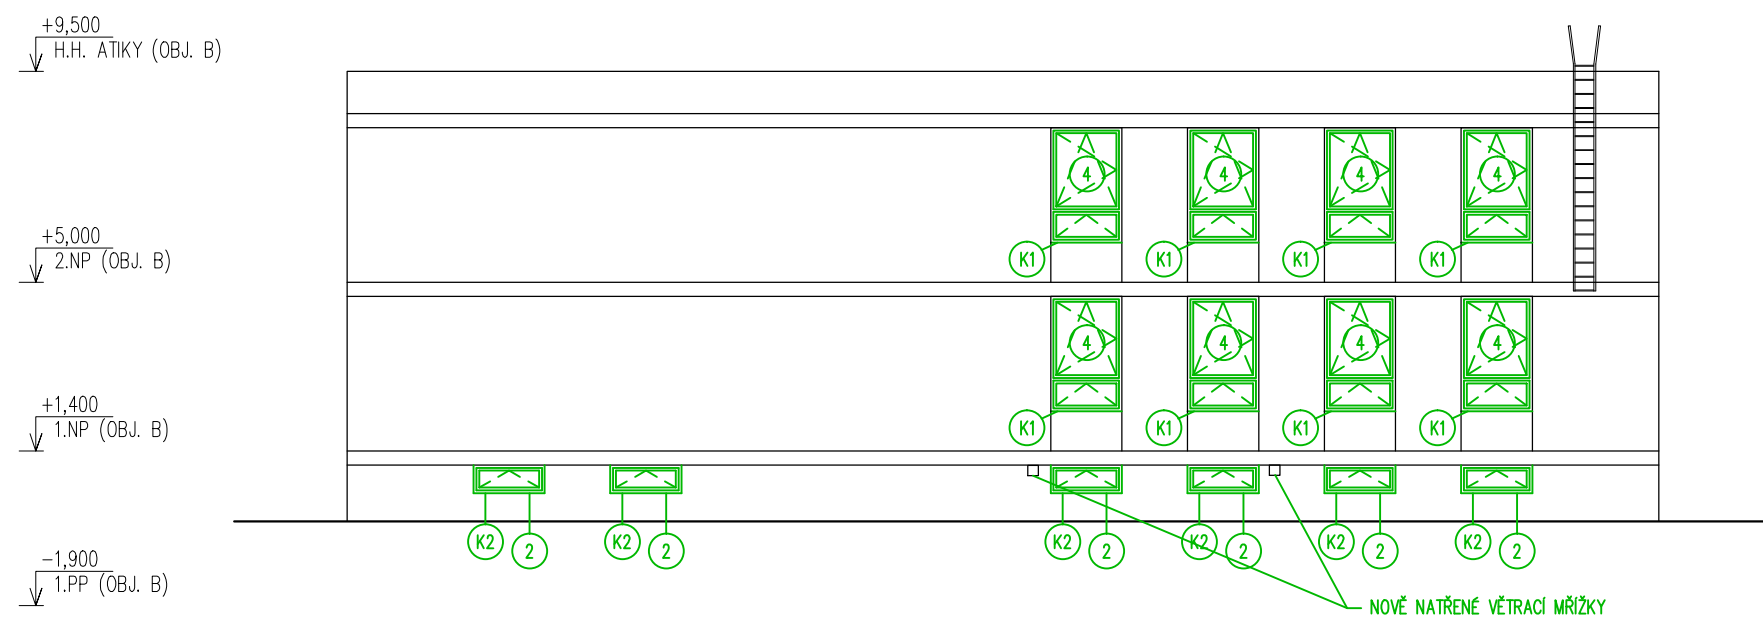 +9,500
H.H. ATIKY (OBJ. B)
4 4 4 4
+5,000
2.NP (OBJ. B)
K1 K1 K1 K1
4 4 4 4
+1,400
1.NP (OBJ. B)
K1 K1 K1 K1
K2 2 K2 2 K2 2 K2 2 K2 2 K2 2
-1,900
1.PP (OBJ. B)
NOVĚ NATŘENÉ VĚTRACÍ MŘÍŽKY